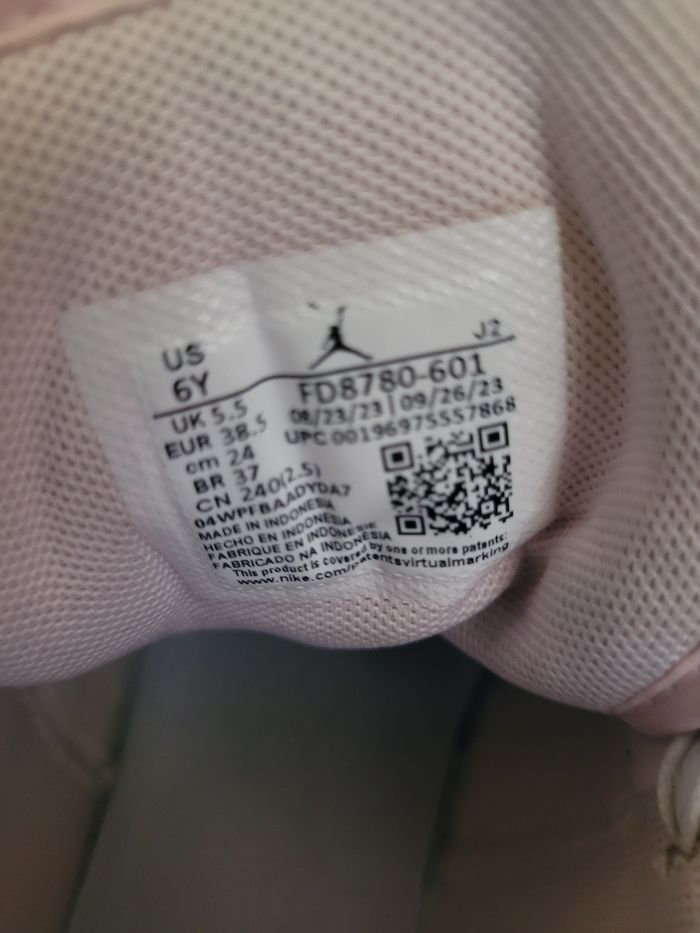 US
6Y
J2
UK 5.5
EUR 38.5
cm 24
BR 37
CN 240(2.5)
FD8780-601
08/23/23 | 09/26/23
UPC 00196975557868
04WPFBAADYDA7
MADE IN INDONESIA
HECHO EN INDONESIA
FABRIQUE EN INDONESIE
FABRICADO NA INDONESIA
This product is covered by one or more patents:
www.nike.com/patentsvirtualmarking